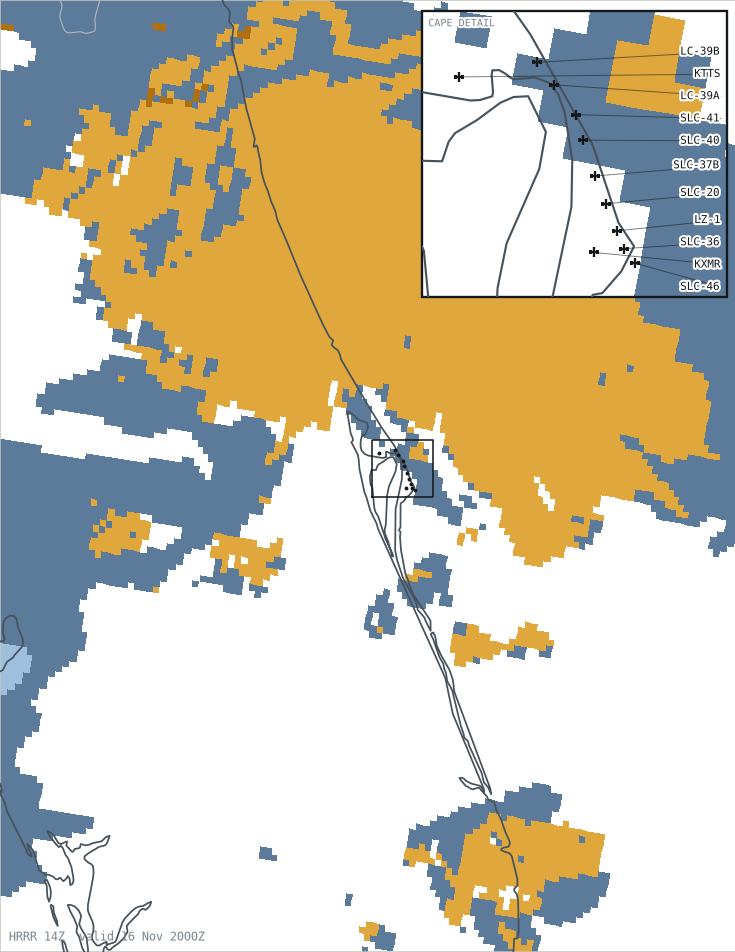 CAPE DETAIL
LC-39B
KTTS
LC-39A
SLC-41
SLC-40
SLC-37B
SLC-20
LZ-1
SLC-36
KXMR
SLC-46
HRRR 14Z valid 16 Nov 2000Z